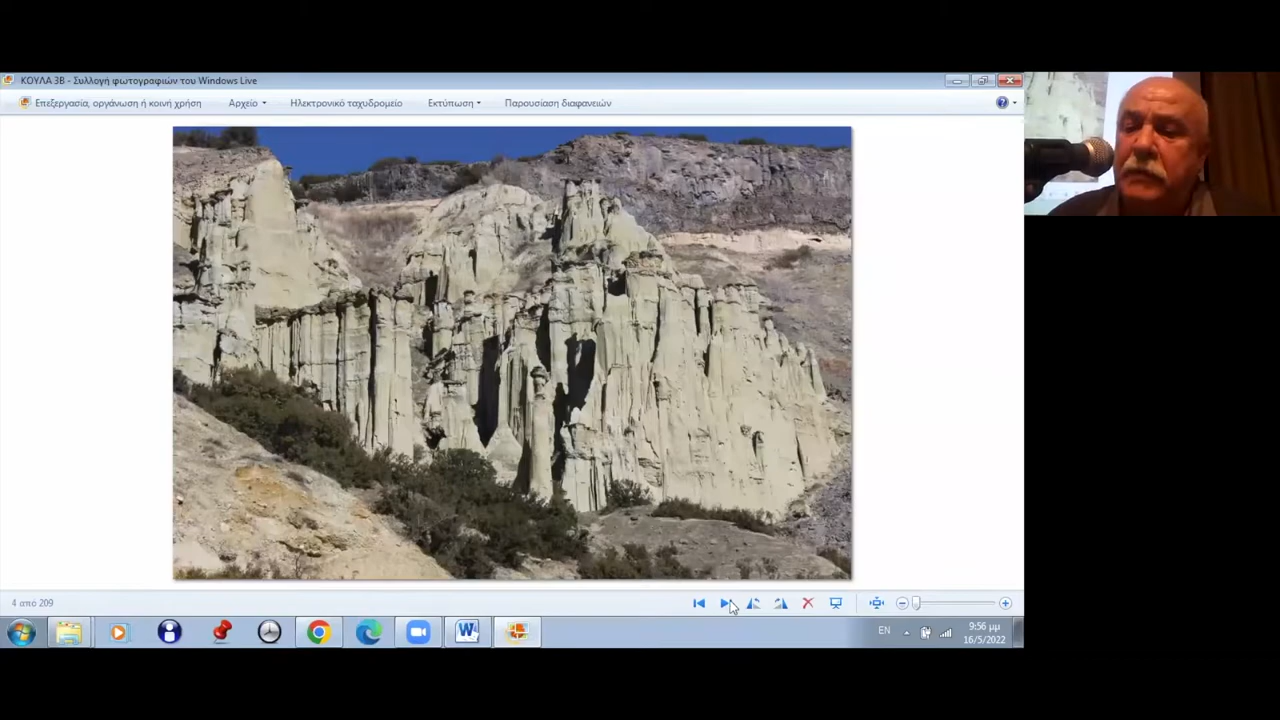 ΚΟΥΛΑ 3Β - Συλλογή φωτογραφιών του Windows Live
Επεξεργασία, οργάνωση ή κοινή χρήση Αρχείο Ηλεκτρονικό ταχυδρομείο Εκτύπωση Παρουσίαση διαφανειών
4 από 209
EN
9:56 μμ
16/5/2022